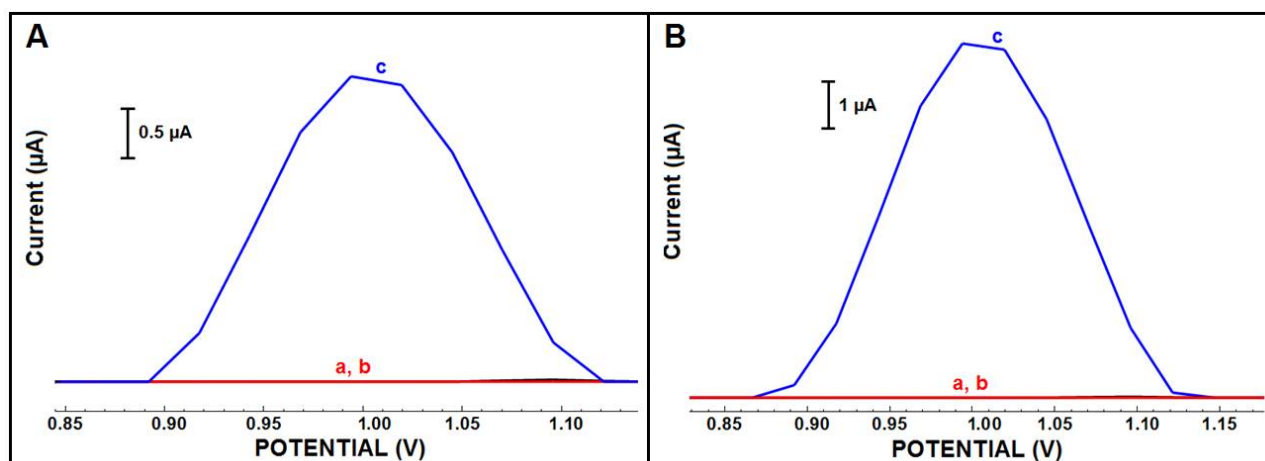 A
c
0.5 µA
Current (µA)
a, b
0.85 0.90 0.95 1.00 1.05 1.10
POTENTIAL (V)
B
c
1 µA
Current (µA)
a, b
0.85 0.90 0.95 1.00 1.05 1.10 1.15
POTENTIAL (V)